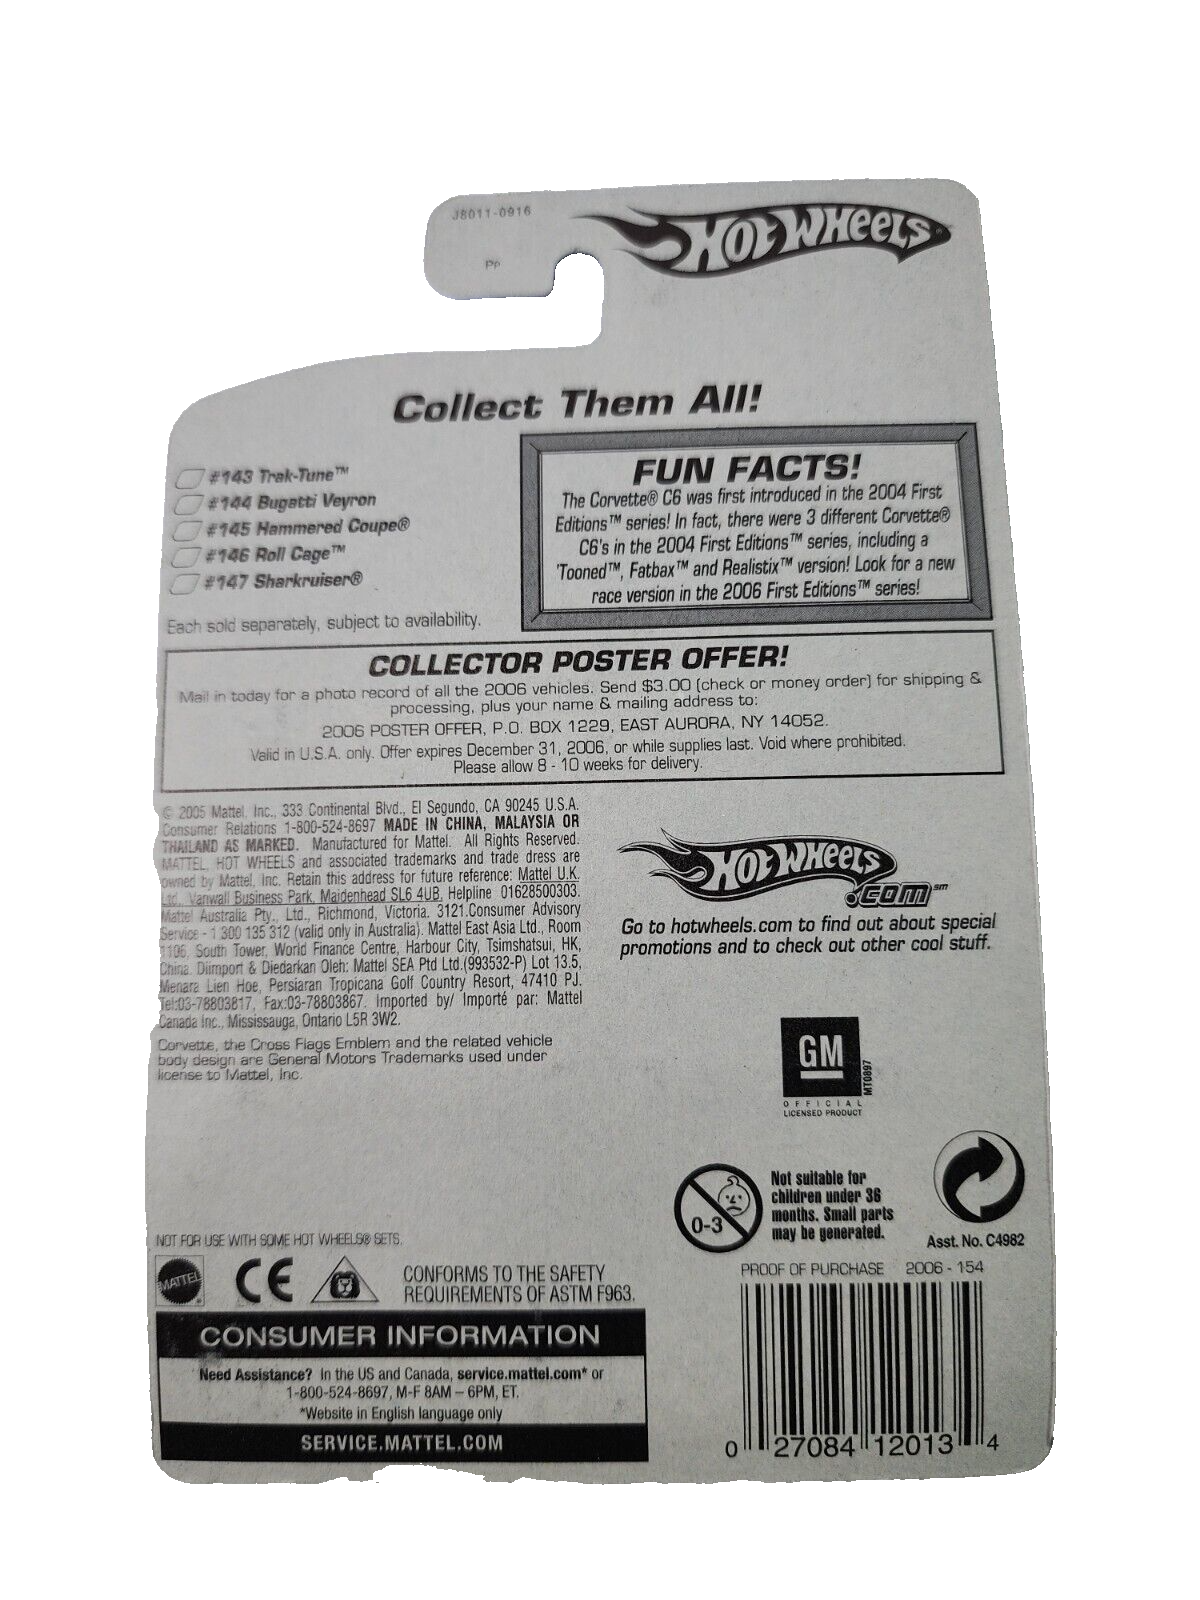 J8011-0916
Pp
HOT WHEELS®
Collect Them All!
#143 Trak-Tune™
#144 Bugatti Veyron
#145 Hammered Coupe®
#146 Roll Cage™
#147 Sharkruiser®
Each sold separately, subject to availability.
FUN FACTS!
The Corvette® C6 was first introduced in the 2004 First
Editions™ series! In fact, there were 3 different Corvette®
C6's in the 2004 First Editions™ series, including a
'Tooned™, Fatbax™ and Realistix™ version! Look for a new
race version in the 2006 First Editions™ series!
COLLECTOR POSTER OFFER!
Mail in today for a photo record of all the 2006 vehicles. Send $3.00 (check or money order) for shipping &
processing, plus your name & mailing address to:
2006 POSTER OFFER, P.O. BOX 1229, EAST AURORA, NY 14052.
Valid in U.S.A. only. Offer expires December 31, 2006, or while supplies last. Void where prohibited.
Please allow 8 - 10 weeks for delivery.
© 2005 Mattel, Inc., 333 Continental Blvd., El Segundo, CA 90245 U.S.A.
Consumer Relations 1-800-524-8697 MADE IN CHINA, MALAYSIA OR
THAILAND AS MARKED. Manufactured for Mattel. All Rights Reserved.
MATTEL, HOT WHEELS and associated trademarks and trade dress are
owned by Mattel, Inc. Retain this address for future reference: Mattel U.K.
Ltd., Vanwall Business Park, Maidenhead SL6 4UB. Helpline 01628500303.
Mattel Australia Pty., Ltd., Richmond, Victoria. 3121.Consumer Advisory
Service - 1 300 135 312 (valid only in Australia). Mattel East Asia Ltd., Room
1106, South Tower, World Finance Centre, Harbour City, Tsimshatsui, HK,
China. Diimport & Diedarkan Oleh: Mattel SEA Ptd Ltd.(993532-P) Lot 13.5,
Menara Lien Hoe, Persiaran Tropicana Golf Country Resort, 47410 PJ.
Tel:03-78803817, Fax:03-78803867. Imported by/ Importé par: Mattel
Canada Inc., Mississauga, Ontario L5R 3W2.
Corvette, the Cross Flags Emblem and the related vehicle
body design are General Motors Trademarks used under
license to Mattel, Inc.
HOT WHEELS
.COM℠
Go to hotwheels.com to find out about special
promotions and to check out other cool stuff.
GM
MT0897
OFFICIAL
LICENSED PRODUCT
0-3
Not suitable for
children under 36
months. Small parts
may be generated.
Asst. No. C4982
NOT FOR USE WITH SOME HOT WHEELS® SETS.
MATTEL®
CE
CONFORMS TO THE SAFETY
REQUIREMENTS OF ASTM F963.
PROOF OF PURCHASE 2006 - 154
CONSUMER INFORMATION
Need Assistance? In the US and Canada, service.mattel.com* or
1-800-524-8697, M-F 8AM – 6PM, ET.
*Website in English language only
SERVICE.MATTEL.COM
0 27084 12013 4